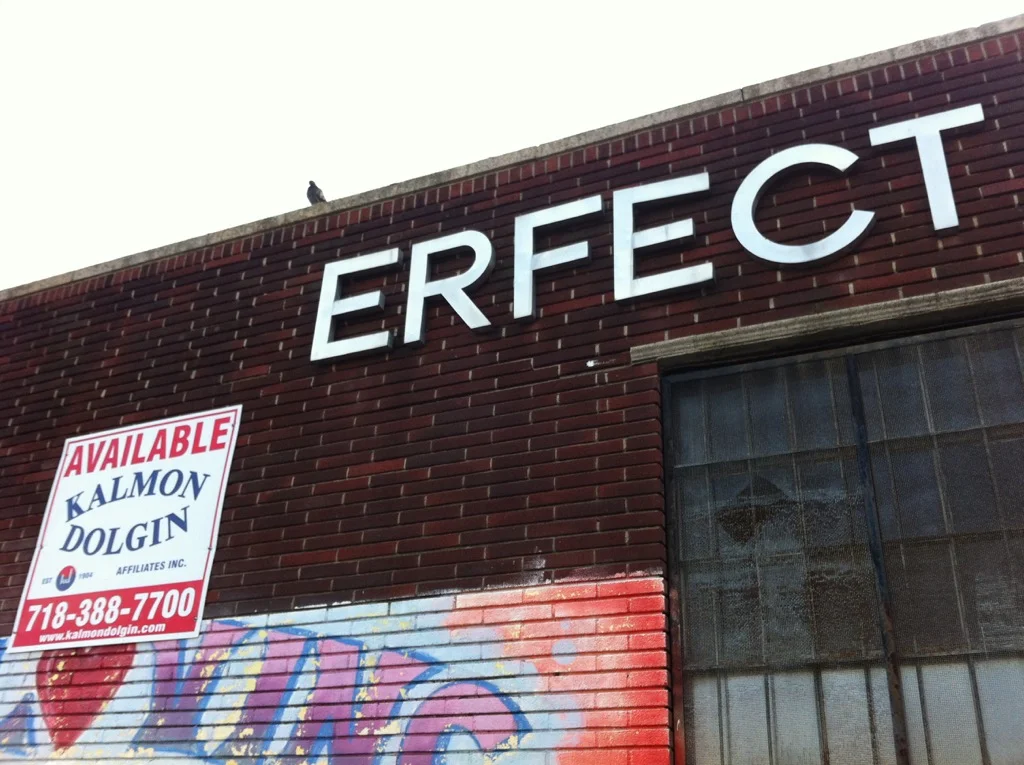 ERFECT
AVAILABLE
KALMON
DOLGIN
AFFILIATES INC.
EST 1904
718-388-7700
www.kalmondolgin.com